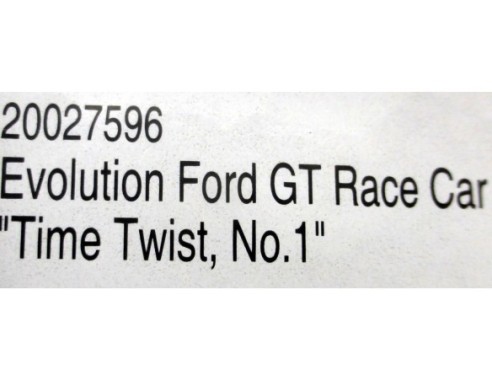 20027596
Evolution Ford GT Race Car
"Time Twist, No.1"